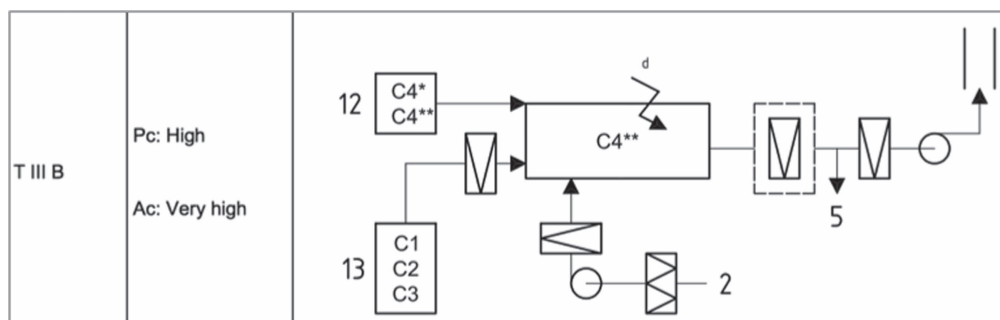 T III B
Pc: High
Ac: Very high
12
C4*
C4**
d
C4**
13
C1
C2
C3
5
2